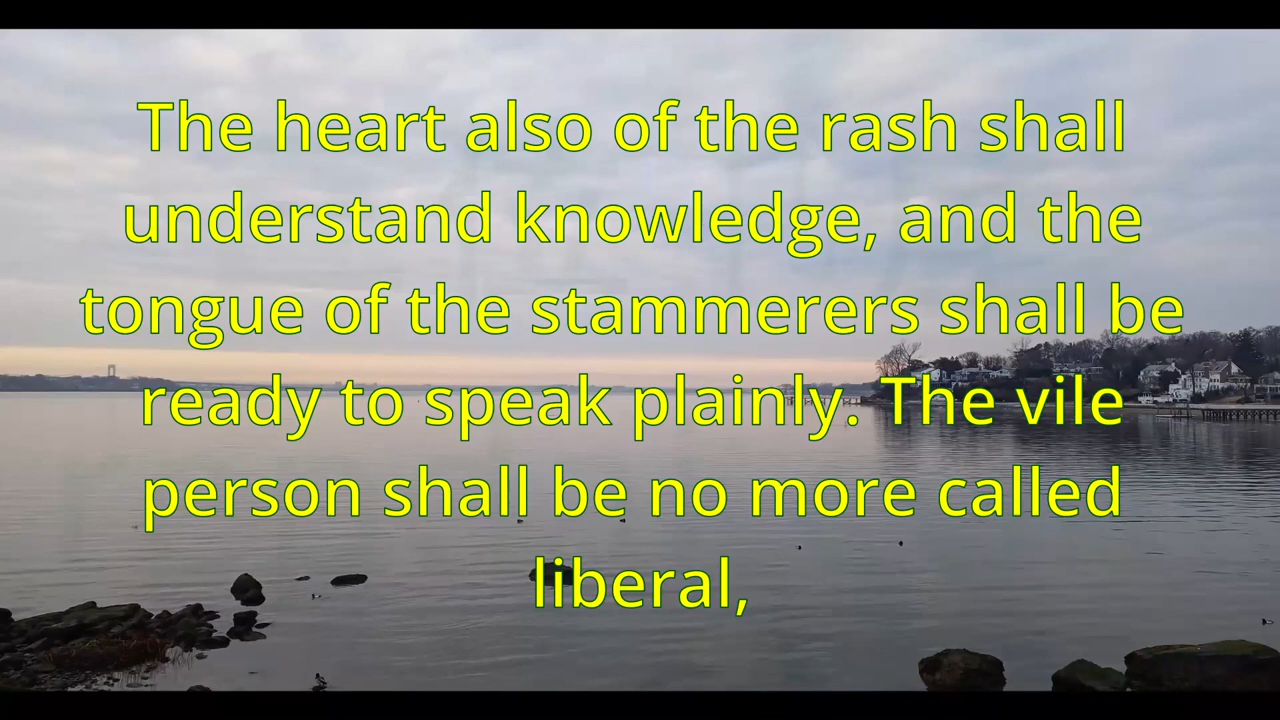 The heart also of the rash shall
understand knowledge, and the
tongue of the stammerers shall be
ready to speak plainly. The vile
person shall be no more called
liberal,